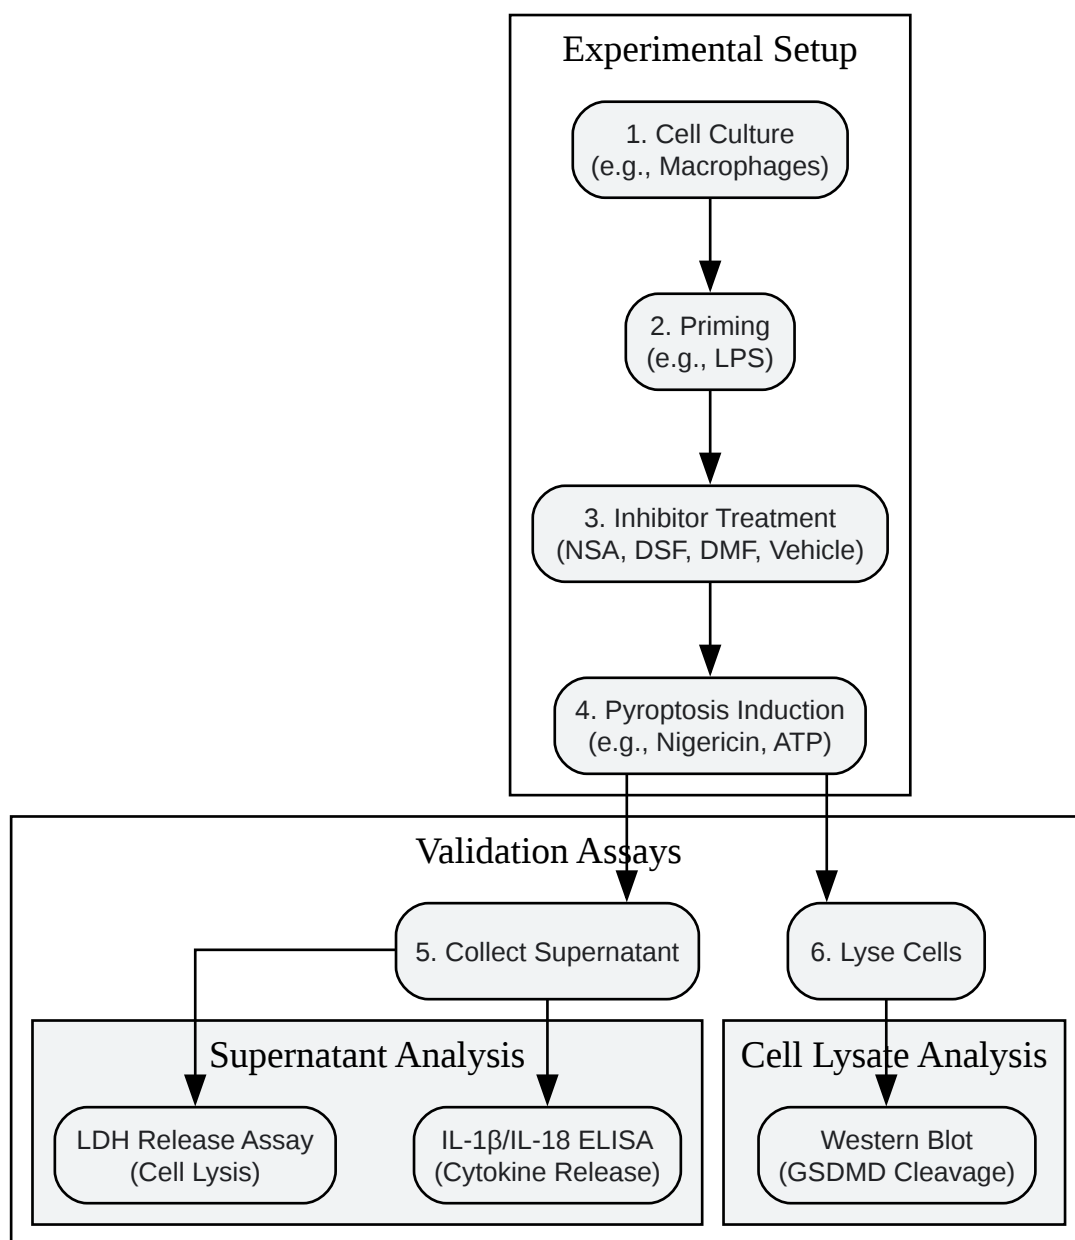 Experimental Setup
1. Cell Culture
(e.g., Macrophages)
2. Priming
(e.g., LPS)
3. Inhibitor Treatment
(NSA, DSF, DMF, Vehicle)
4. Pyroptosis Induction
(e.g., Nigericin, ATP)
Validation Assays
5. Collect Supernatant
6. Lyse Cells
Supernatant Analysis
Cell Lysate Analysis
LDH Release Assay
(Cell Lysis)
IL-1β/IL-18 ELISA
(Cytokine Release)
Western Blot
(GSDMD Cleavage)